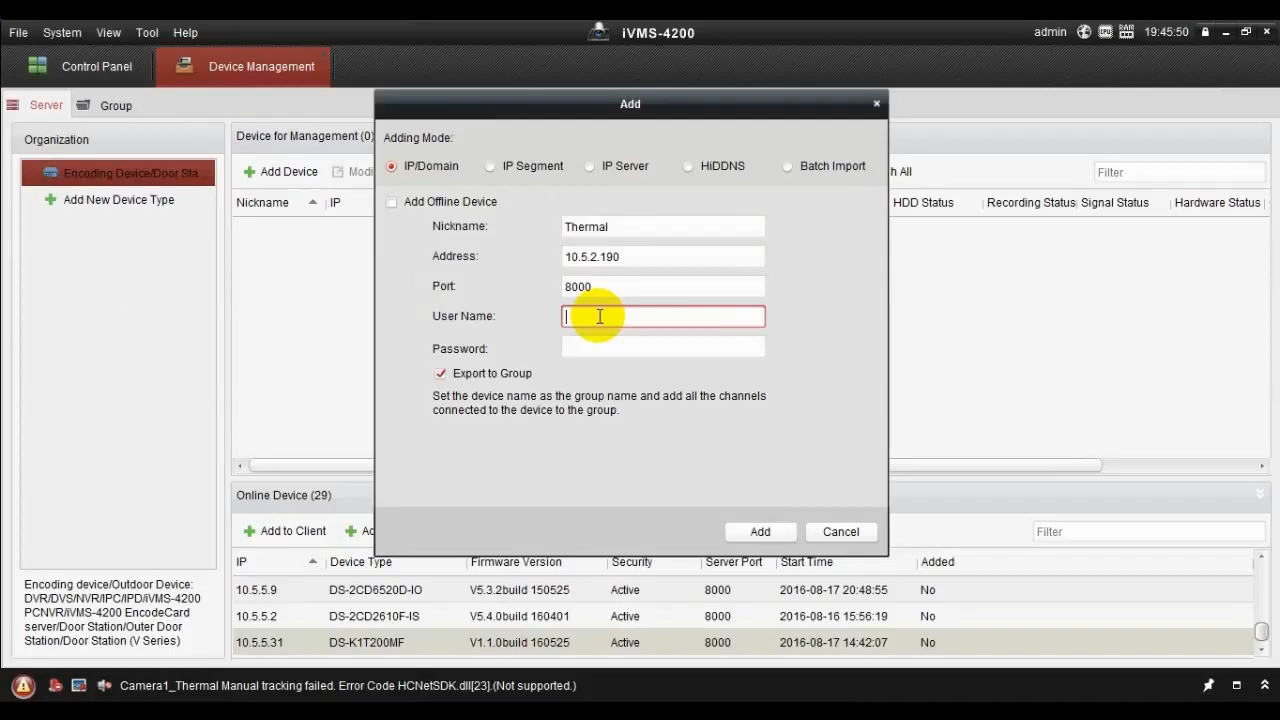 File System View Tool Help
iVMS-4200
admin
19:45:50
Control Panel
Device Management
Server
Group
Organization
Encoding Device/Door Sta...
Add New Device Type
Encoding device/Outdoor Device:
DVR/DVS/NVR/IPC/IPD/iVMS-4200
PCNVR/iVMS-4200 EncodeCard
server/Door Station/Outer Door
Station/Door Station (V Series)
Device for Management (0)
Add Device
Modi
h All
Filter
Nickname
IP
HDD Status
Recording Status
Signal Status
Hardware Status
Add
Adding Mode:
IP/Domain
IP Segment
IP Server
HiDDNS
Batch Import
Add Offline Device
Nickname: Thermal
Address: 10.5.2.190
Port: 8000
User Name:
Password:
Export to Group
Set the device name as the group name and add all the channels
connected to the device to the group.
Add
Cancel
Online Device (29)
Add to Client
Ad
Filter
IP Device Type Firmware Version Security Server Port Start Time Added
10.5.5.9 DS-2CD6520D-IO V5.3.2build 150525 Active 8000 2016-08-17 20:48:55 No
10.5.5.2 DS-2CD2610F-IS V5.4.0build 160401 Active 8000 2016-08-16 15:56:19 No
10.5.5.31 DS-K1T200MF V1.1.0build 160525 Active 8000 2016-08-17 14:42:07 No
Camera1_Thermal Manual tracking failed. Error Code HCNetSDK.dll[23].(Not supported.)